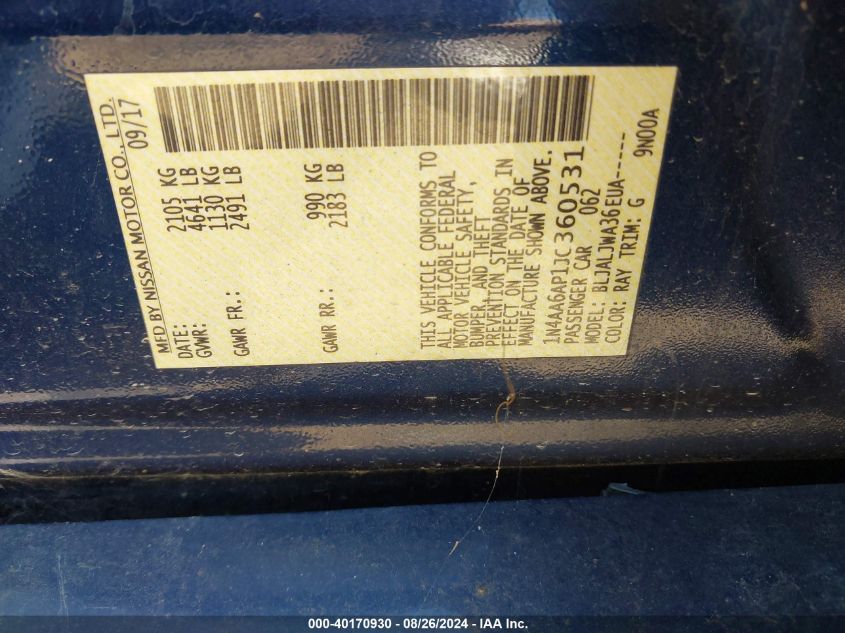 MFD BY NISSAN MOTOR CO., LTD.
DATE: 09/17
GVWR: 2105 KG
4641 LB
GAWR FR.: 1130 KG
2491 LB
GAWR RR.: 990 KG
2183 LB
THIS VEHICLE CONFORMS TO
ALL APPLICABLE FEDERAL
MOTOR VEHICLE SAFETY,
BUMPER, AND THEFT
PREVENTION STANDARDS IN
EFFECT ON THE DATE OF
MANUFACTURE SHOWN ABOVE.
1N4AA6AP1JC360531
PASSENGER CAR 062
MODEL: BLJALJWA36EUA------
COLOR: RAY TRIM: G 9N00A
000-40170930 - 08/26/2024 - IAA Inc.